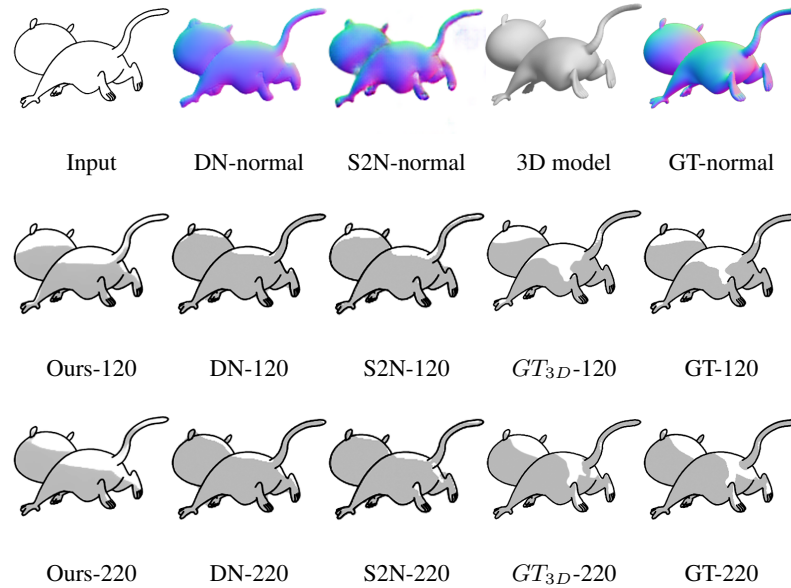 Input DN-normal S2N-normal 3D model GT-normal
Ours-120 DN-120 S2N-120 GT3D-120 GT-120
Ours-220 DN-220 S2N-220 GT3D-220 GT-220